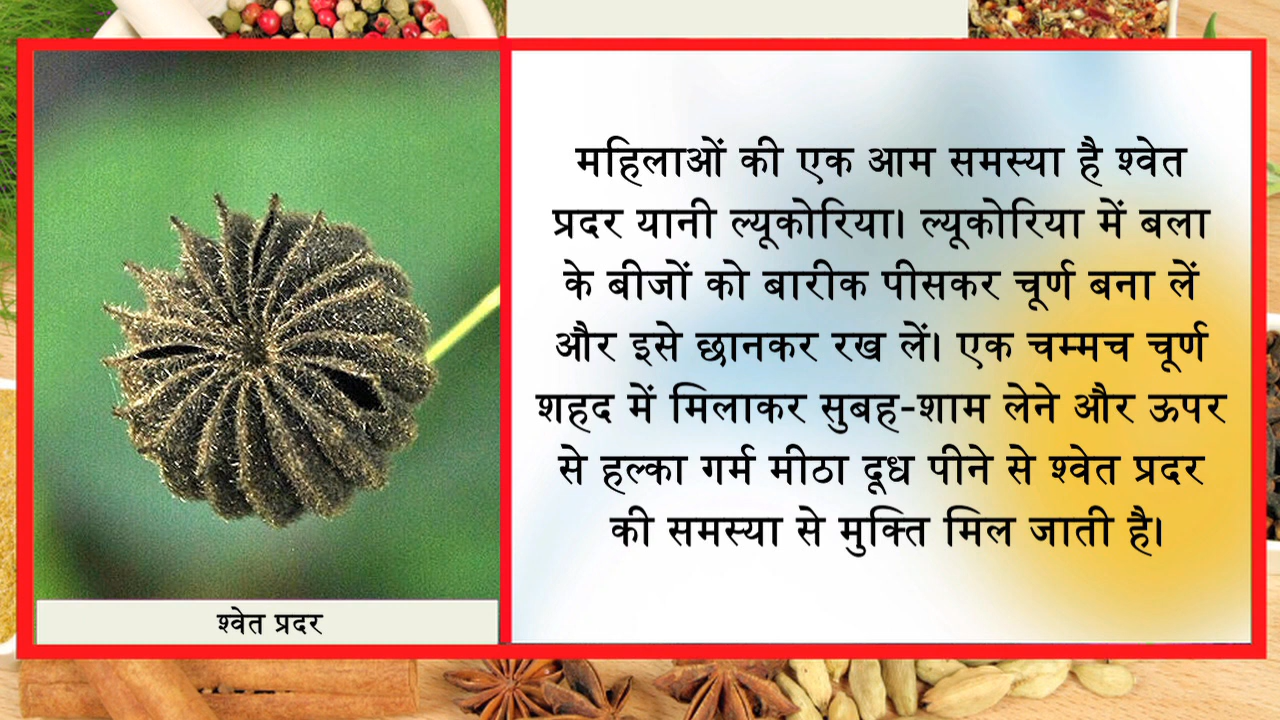 महिलाओं की एक आम समस्या है श्वेत
प्रदर यानी ल्यूकोरिया। ल्यूकोरिया में बला
के बीजों को बारीक पीसकर चूर्ण बना लें
और इसे छानकर रख लें। एक चम्मच चूर्ण
शहद में मिलाकर सुबह-शाम लेने और ऊपर
से हल्का गर्म मीठा दूध पीने से श्वेत प्रदर
की समस्या से मुक्ति मिल जाती है।
श्वेत प्रदर